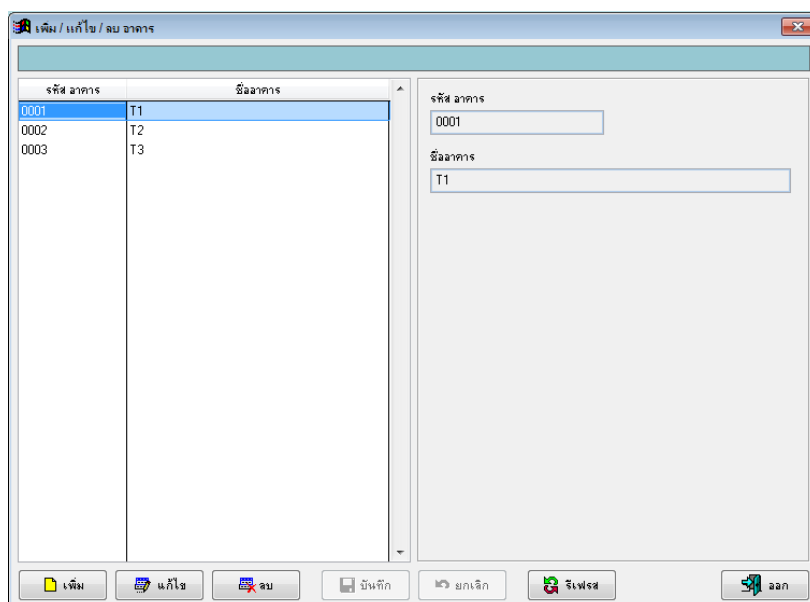 เพิ่ม / แก้ไข / ลบ อาคาร
รหัส อาคาร ชื่ออาคาร
0001 T1
0002 T2
0003 T3
รหัส อาคาร
0001
ชื่ออาคาร
T1
เพิ่ม แก้ไข ลบ บันทึก ยกเลิก รีเฟรส ออก